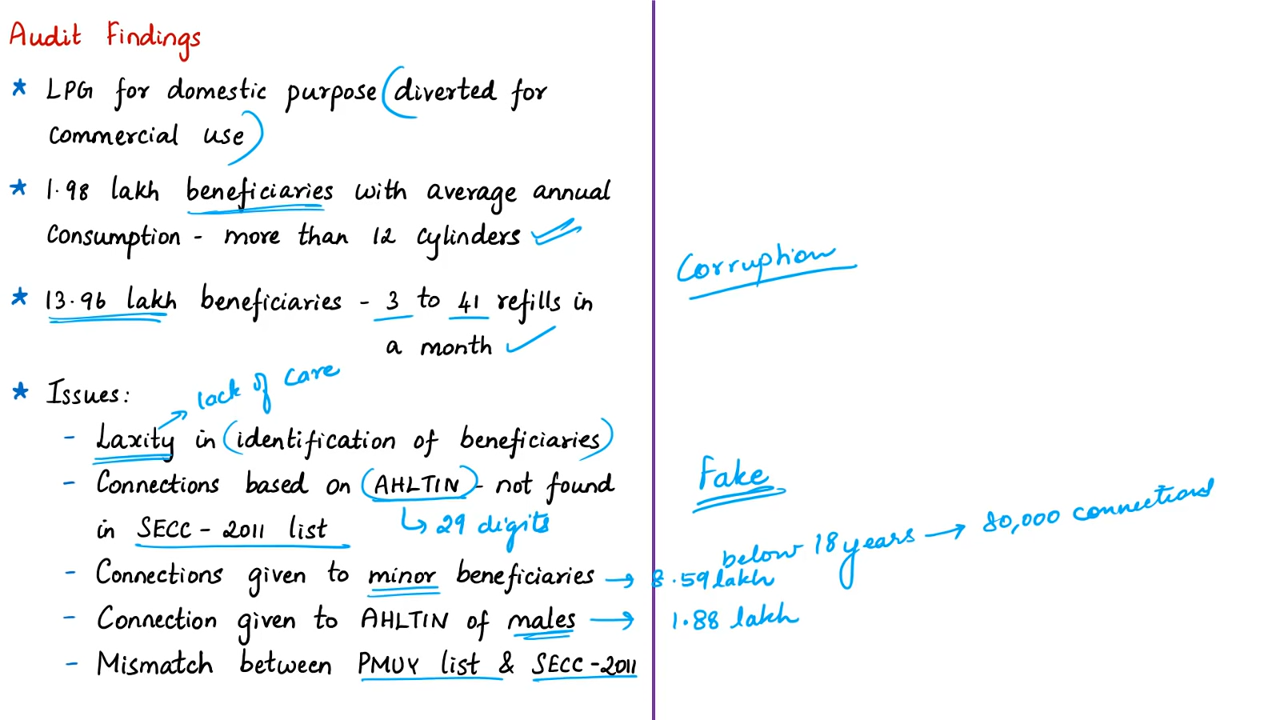 Audit Findings
* LPG for domestic purpose (diverted for
commercial use)
* 1.98 lakh beneficiaries with average annual
Consumption - more than 12 cylinders
* 13.96 lakh beneficiaries - 3 to 41 refills in
a month
* Issues:
lack of care
- Laxity in (identification of beneficiaries)
- Connections based on (AHLTIN) - not found
in SECC - 2011 list
29 digits
- Connections given to minor beneficiaries → 8.59 lakh
- Connection given to AHLTIN of males → 1.88 lakh
- Mismatch between PMUY list & SECC - 2011
Corruption
Fake
below 18 years → 80,000 connections